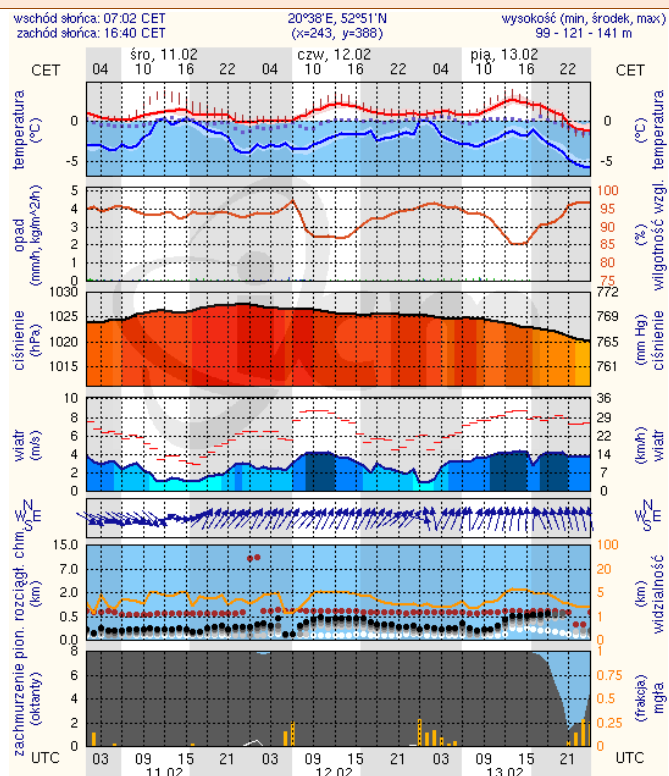 wschód słońca: 07:02 CET 20°38'E, 52°51'N wysokość (min, środek, max)
zachód słońca: 16:40 CET (x=243, y=388) 99 - 121 - 141 m
śro, 11.02 czw, 12.02 pia, 13.02
CET 04 10 16 22 04 10 16 22 04 10 16 22 CET
temperatura (°C)
0
-5
0
-5
temperatura (°C)
opad (mm/h, kg/m^2/h)
5
4
3
2
1
0
100
95
90
85
80
75
(%) wilgotność wzgl.
ciśnienie (hPa)
1030
1025
1020
1015
772
769
765
761
(mm Hg) ciśnienie
wiatr (m/s)
10
8
6
4
2
0
36
29
22
14
7
0
(km/h) wiatr
N
W E
S
N
W E
S
pion. rozciągł. chm. (km)
15.0
7.0
2.0
0.5
0.0
100
20
5
1
0
(km) widzialność
zachmurzenie (oktanty)
8
6
4
2
0
1
0.75
0.5
0.25
0
(frakcja) mgła
UTC 03 09 15 21 03 09 15 21 03 09 15 21 UTC
11.02 12.02 13.02
icm